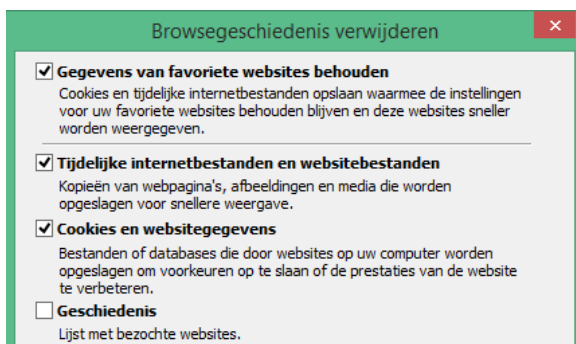 Browsegeschiedenis verwijderen
Gegevens van favoriete websites behouden
Cookies en tijdelijke internetbestanden opslaan waarmee de instellingen
voor uw favoriete websites behouden blijven en deze websites sneller
worden weergegeven.
Tijdelijke internetbestanden en websitebestanden
Kopieën van webpagina's, afbeeldingen en media die worden
opgeslagen voor snellere weergave.
Cookies en websitegegevens
Bestanden of databases die door websites op uw computer worden
opgeslagen om voorkeuren op te slaan of de prestaties van de website
te verbeteren.
Geschiedenis
Lijst met bezochte websites.